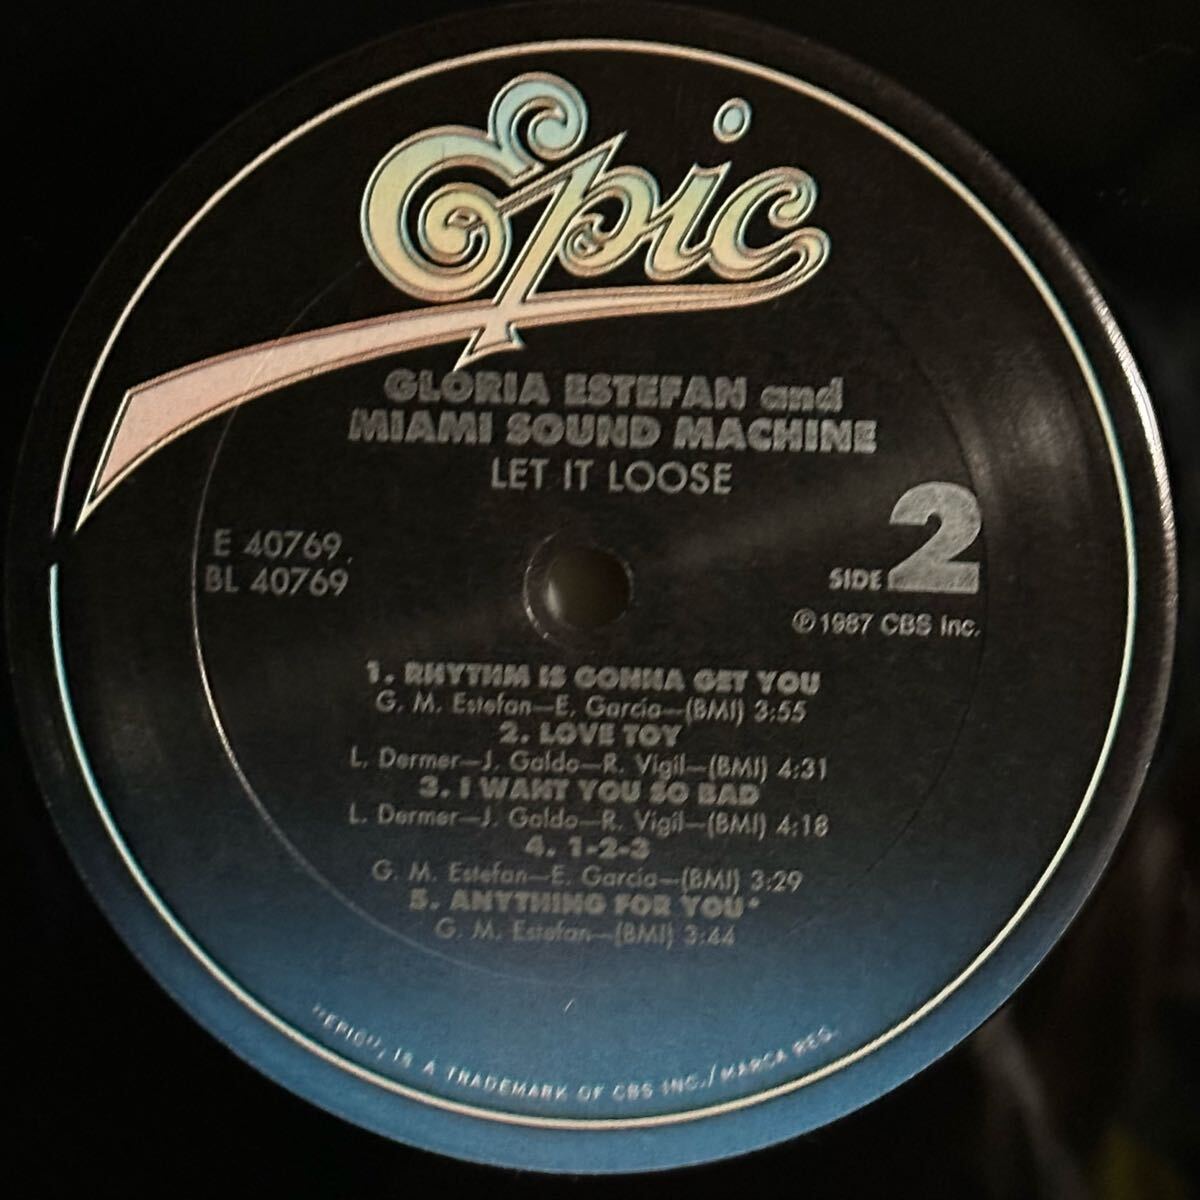 Epic
GLORIA ESTEFAN and
MIAMI SOUND MACHINE
LET IT LOOSE
E 40769
BL 40769
SIDE 2
℗1987 CBS Inc.
1. RHYTHM IS GONNA GET YOU
G. M. Estefan—E. Garcia—(BMI) 3:55
2. LOVE TOY
L. Dermer—J. Galdo—R. Vigil—(BMI) 4:31
3. I WANT YOU SO BAD
L. Dermer—J. Galdo—R. Vigil—(BMI) 4:18
4. 1-2-3
G. M. Estefan—E. Garcia—(BMI) 3:29
5. ANYTHING FOR YOU*
G. M. Estefan—(BMI) 3:44
"EPIC", IS A TRADEMARK OF CBS INC./MARCA REG.